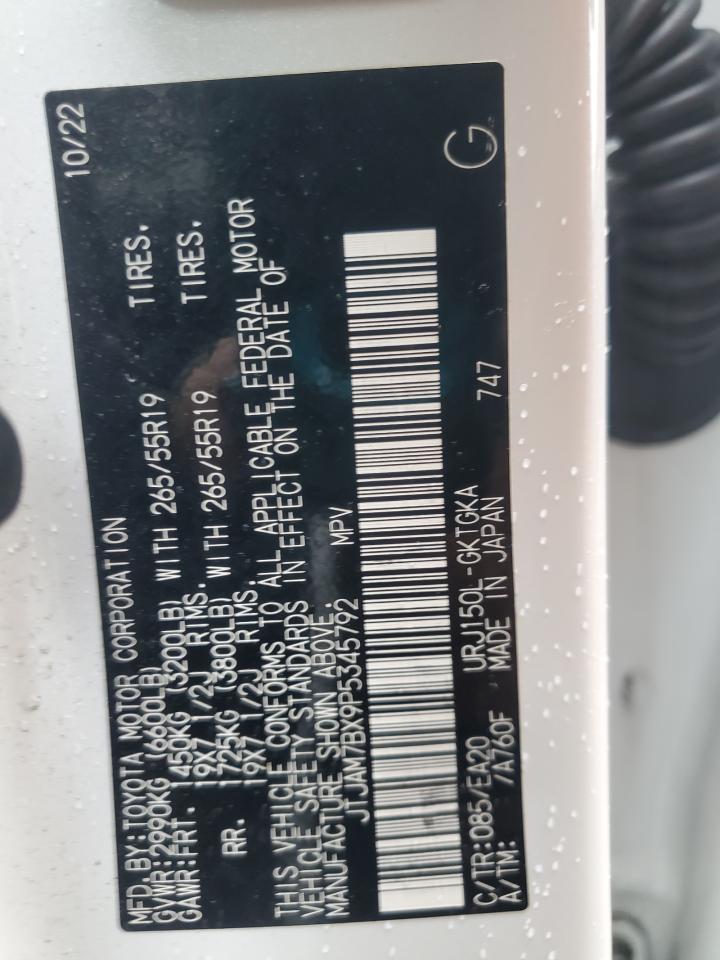 MFD. BY: TOYOTA MOTOR CORPORATION 10/22
GVWR: 2990KG (6600LB)
GAWR: FRT. 1450KG (3200LB) WITH 265/55R19 TIRES.
19X7 1/2J RIMS.
RR. 1725KG (3800LB) WITH 265/55R19 TIRES.
19X7 1/2J RIMS.
THIS VEHICLE CONFORMS TO ALL APPLICABLE FEDERAL MOTOR
VEHICLE SAFETY STANDARDS IN EFFECT ON THE DATE OF
MANUFACTURE SHOWN ABOVE.
JTJAM7BX9P5345792 MPV
C/TR: 085/EA20 URJ150L-GKTGKA 747
A/TM: /A760F MADE IN JAPAN
G